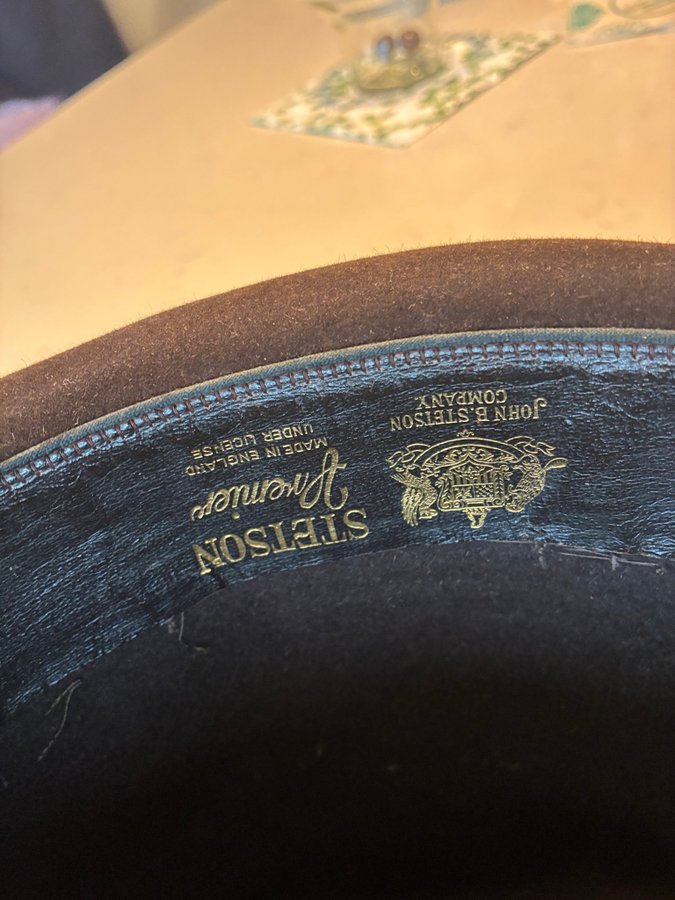 STETSON
Premier
MADE IN ENGLAND
UNDER LICENSE
JOHN B. STETSON
COMPANY.